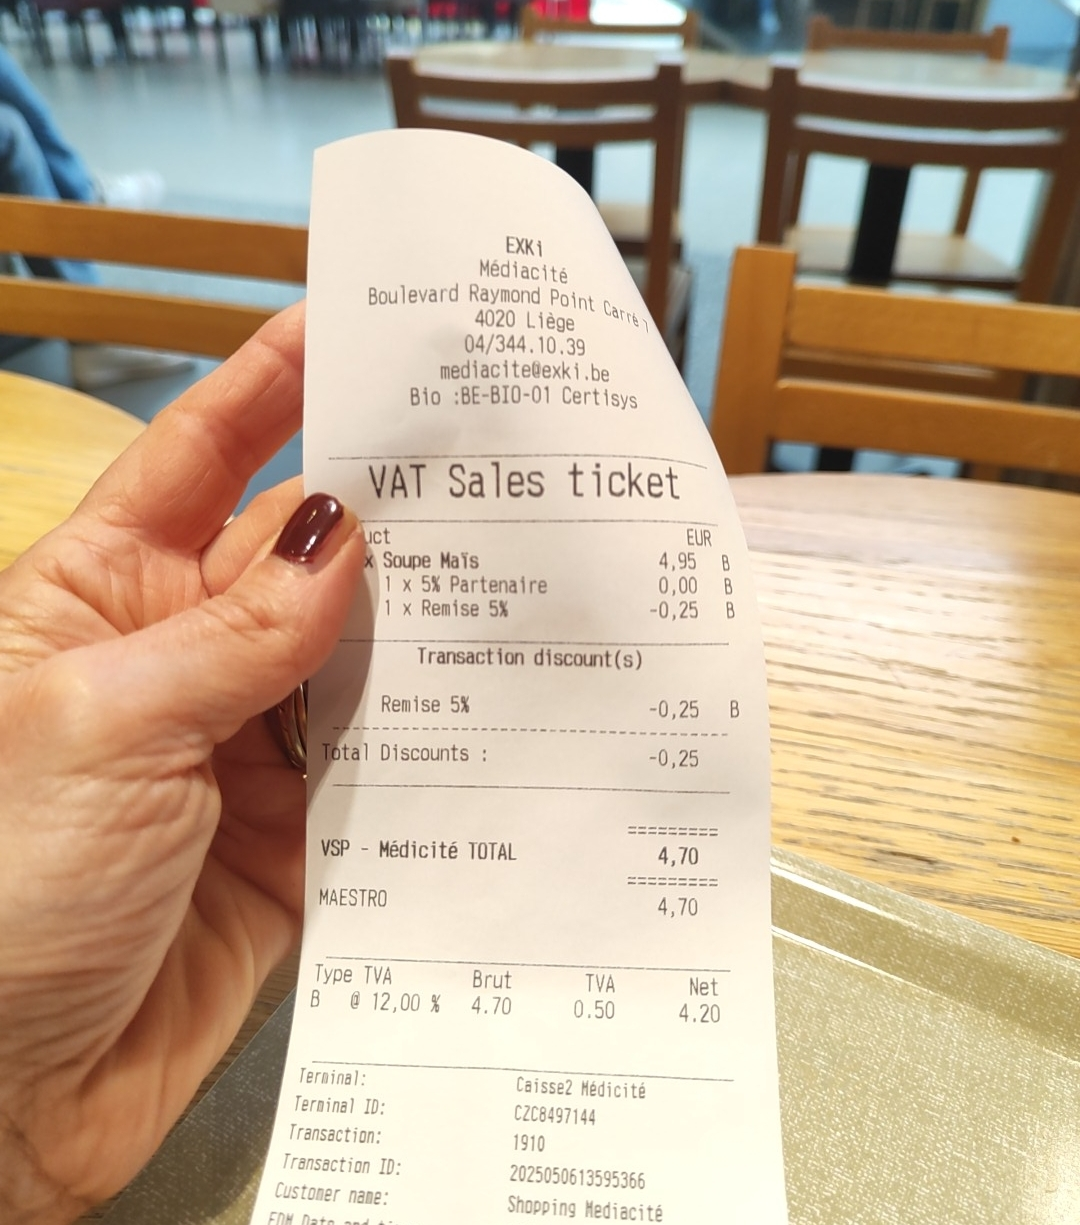 EXKi
Médiacité
Boulevard Raymond Point Carré 7
4020 Liège
04/344.10.39
mediacite@exki.be
Bio :BE-BIO-01 Certisys
VAT Sales ticket
uct EUR
x Soupe Maïs 4,95 B
1 x 5% Partenaire 0,00 B
1 x Remise 5% -0,25 B
Transaction discount(s)
Remise 5% -0,25 B
Total Discounts : -0,25
=========
VSP - Médicité TOTAL 4,70
=========
MAESTRO 4,70
Type TVA Brut TVA Net
B @ 12,00 % 4.70 0.50 4.20
Terminal: Caisse2 Médicité
Terminal ID: CZC8497144
Transaction: 1910
Transaction ID: 2025050613595366
Customer name: Shopping Mediacité